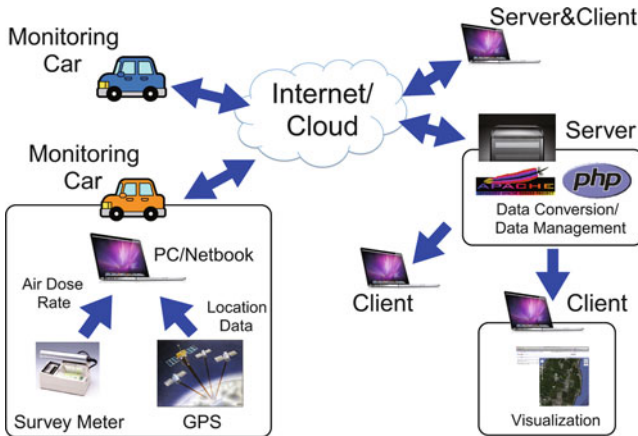 Monitoring
Car
Internet/
Cloud
Server&Client
Monitoring
Car
Server
APACHE
php
Data Conversion/
Data Management
PC/Netbook
Air Dose
Rate
Location
Data
Survey Meter
GPS
Client
Client
Visualization